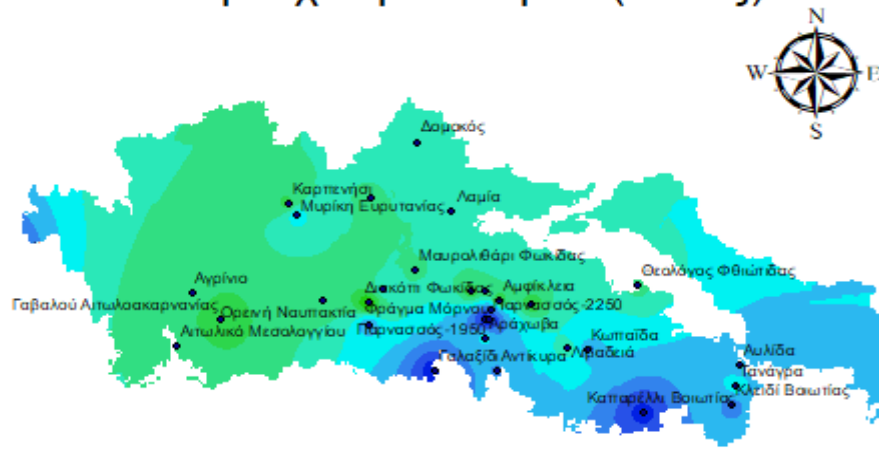 N
W E
S
Δομοκός
Καρπενήσι
Μυρίκη Ευρυτανίας
Λαμία
Μαυρολιθάρι Φωκίδας
Θεολόγος Φθιώτιδας
Αγρίνιο
Διακόπι Φωκίδας
Αμφίκλεια
Γαβαλού Αιτωλοακαρνανίας
Ορεινή Ναυπακτία
Φράγμα Μόρνου
Παρνασσός-2250
Αιτωλικό Μεσολογγίου
Παρνασσός-1950
Αράχωβα
Κωπαΐδα
Γαλαξίδι
Αντίκυρα
Λιβαδειά
Αυλίδα
Τανάγρα
Καπαρέλλι Βοιωτίας
Κλειδί Βοιωτίας